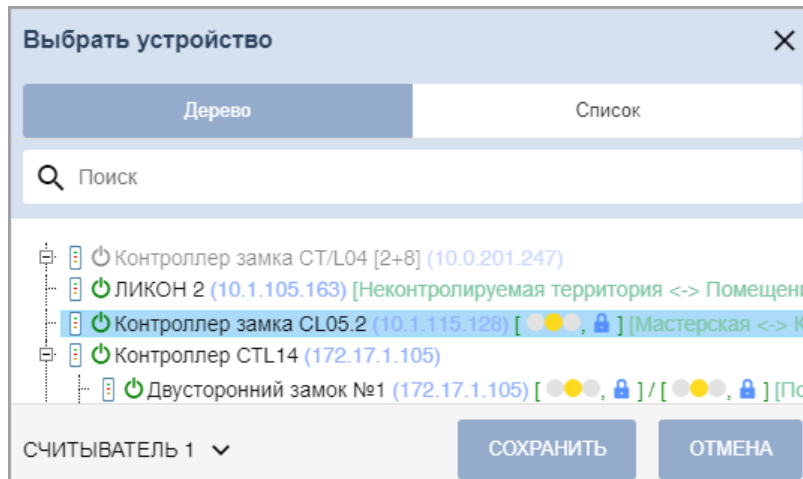 Выбрать устройство
Дерево Список
Поиск
Контроллер замка CT/L04 [2+8] (10.0.201.247)
ЛИКОН 2 (10.1.105.163) [Неконтролируемая территория <-> Помещени
Контроллер замка CL05.2 (10.1.115.128) [ , ] [Мастерская <-> К
Контроллер CTL14 (172.17.1.105)
Двусторонний замок №1 (172.17.1.105) [ , ] / [ , ] [По
СЧИТЫВАТЕЛЬ 1 СОХРАНИТЬ ОТМЕНА